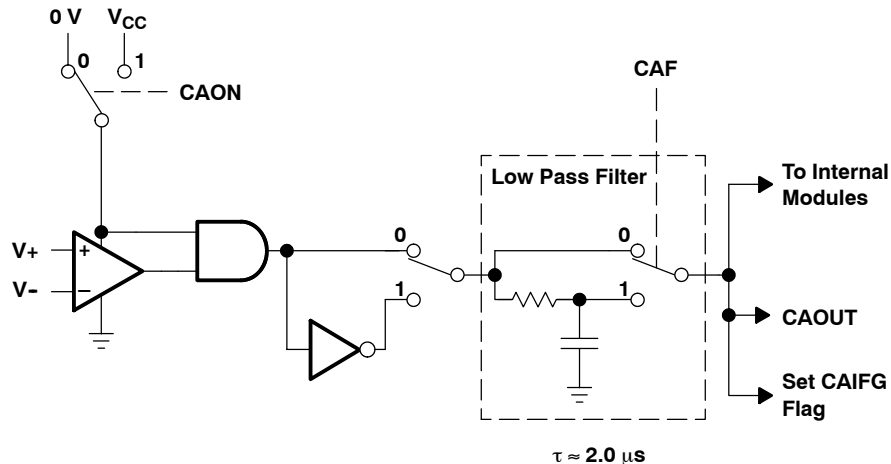 0 V VCC
0 1
CAON
CAF
Low Pass Filter
To Internal
Modules
V+
+
V-
−
0
1
0
1
CAOUT
Set CAIFG
Flag
τ ≈ 2.0 μs